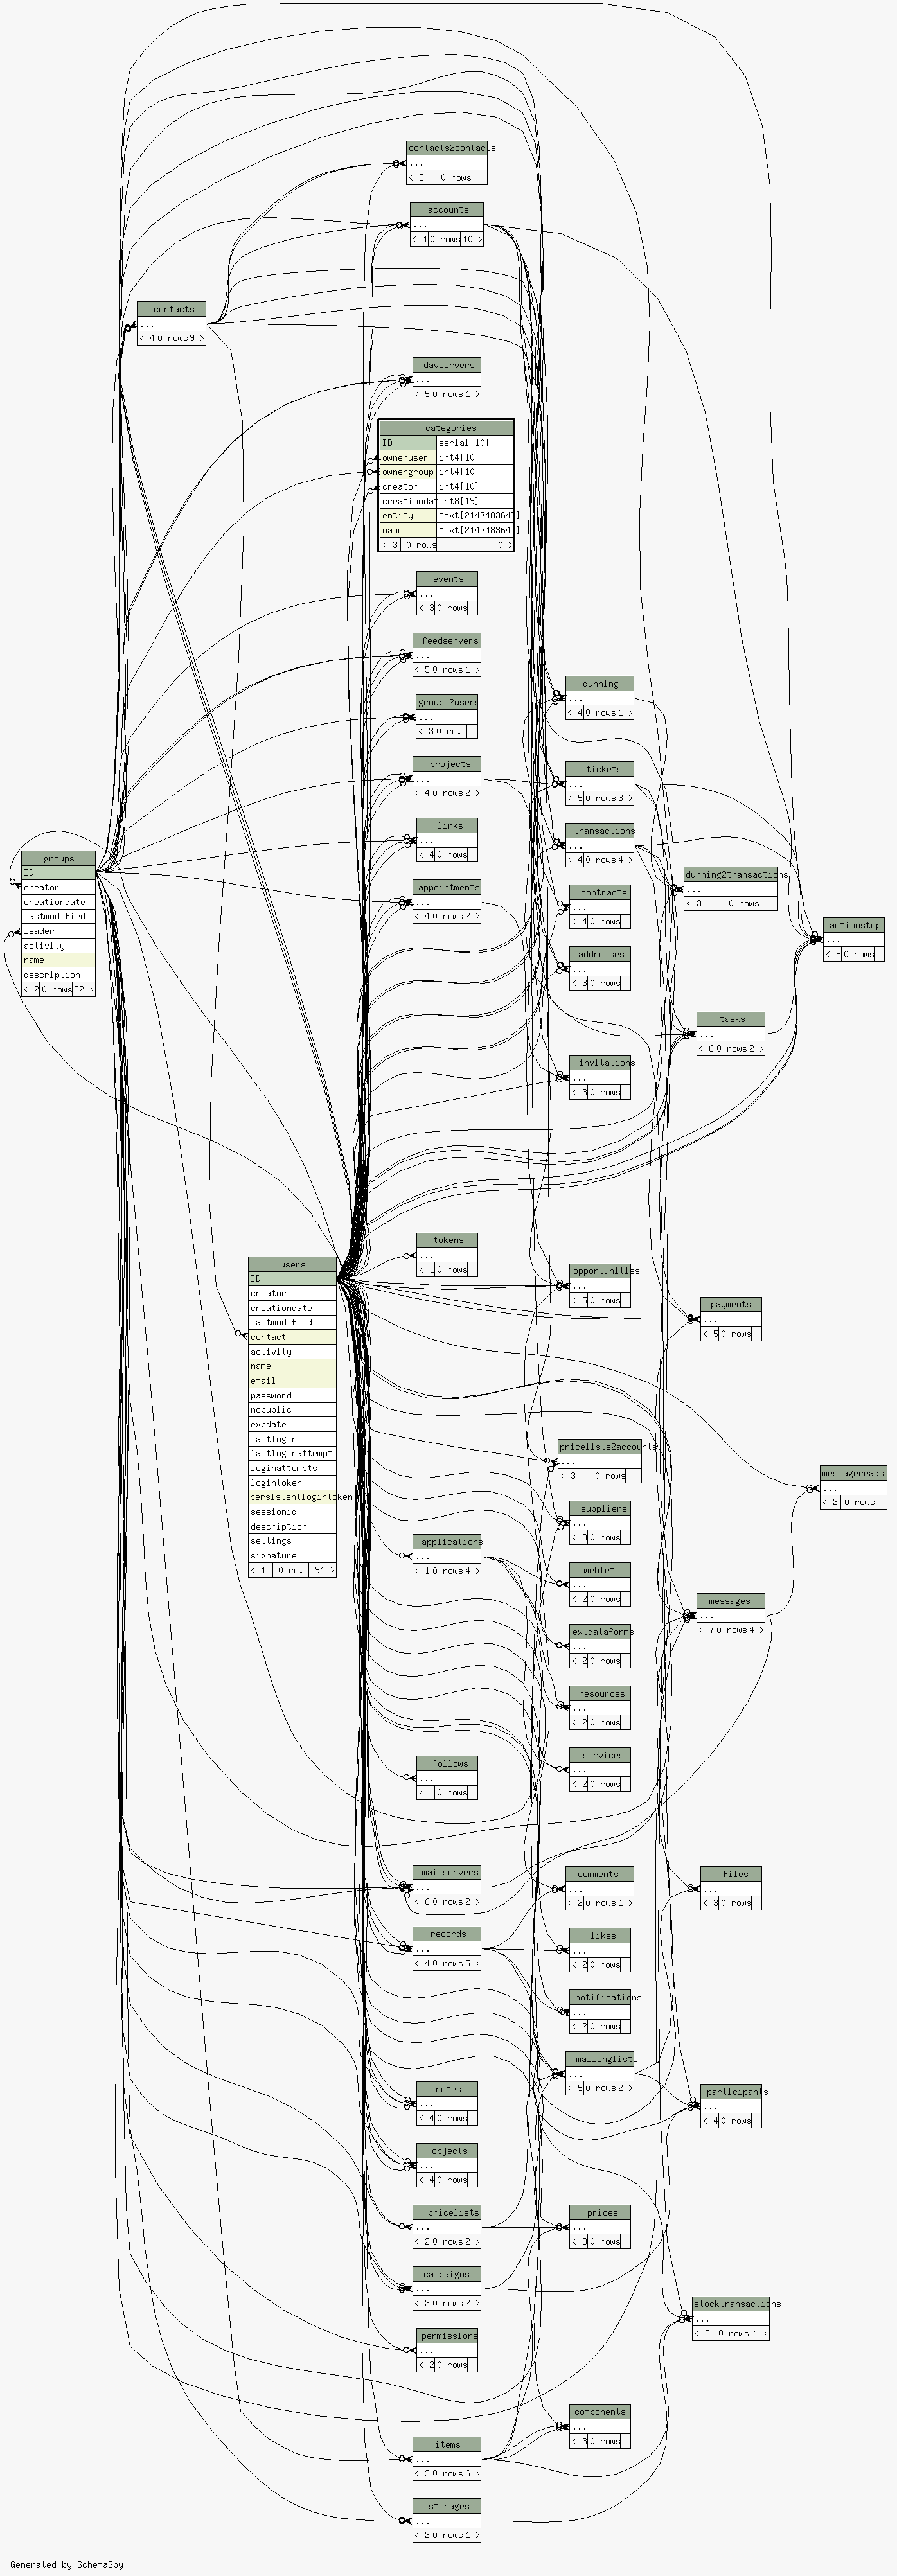 contacts2contacts
...
< 3 0 rows
accounts
...
< 4 0 rows 10 >
contacts
...
< 4 0 rows 9 >
davservers
...
< 5 0 rows 1 >
categories
ID serial[10]
owneruser int4[10]
ownergroup int4[10]
creator int4[10]
creationdate int8[19]
entity text[2147483647]
name text[2147483647]
< 3 0 rows 0 >
events
...
< 3 0 rows
feedservers
...
< 5 0 rows 1 >
groups2users
...
< 3 0 rows
projects
...
< 4 0 rows 2 >
links
...
< 4 0 rows
appointments
...
< 4 0 rows 2 >
dunning
...
< 4 0 rows 1 >
tickets
...
< 5 0 rows 3 >
transactions
...
< 4 0 rows 4 >
contracts
...
< 4 0 rows
addresses
...
< 3 0 rows
invitations
...
< 3 0 rows
dunning2transactions
...
< 3 0 rows
actionsteps
...
< 8 0 rows
tasks
...
< 6 0 rows 2 >
groups
ID
creator
creationdate
lastmodified
leader
activity
name
description
< 2 0 rows 32 >
users
ID
creator
creationdate
lastmodified
contact
activity
name
email
password
nopublic
expdate
lastlogin
lastloginattempt
loginattempts
logintoken
persistentlogintoken
sessionid
description
settings
signature
< 1 0 rows 91 >
tokens
...
< 1 0 rows
opportunities
...
< 5 0 rows
payments
...
< 5 0 rows
pricelists2accounts
...
< 3 0 rows
messagereads
...
< 2 0 rows
suppliers
...
< 3 0 rows
applications
...
< 1 0 rows 4 >
weblets
...
< 2 0 rows
messages
...
< 7 0 rows 4 >
extdataforms
...
< 2 0 rows
resources
...
< 2 0 rows
services
...
< 2 0 rows
follows
...
< 1 0 rows
mailservers
...
< 6 0 rows 2 >
comments
...
< 2 0 rows 1 >
files
...
< 3 0 rows
records
...
< 4 0 rows 5 >
likes
...
< 2 0 rows
notifications
...
< 2 0 rows
mailinglists
...
< 5 0 rows 2 >
notes
...
< 4 0 rows
participants
...
< 4 0 rows
objects
...
< 4 0 rows
pricelists
...
< 2 0 rows 2 >
prices
...
< 3 0 rows
campaigns
...
< 3 0 rows 2 >
stocktransactions
...
< 5 0 rows 1 >
permissions
...
< 2 0 rows
components
...
< 3 0 rows
items
...
< 3 0 rows 6 >
storages
...
< 2 0 rows 1 >
Generated by SchemaSpy